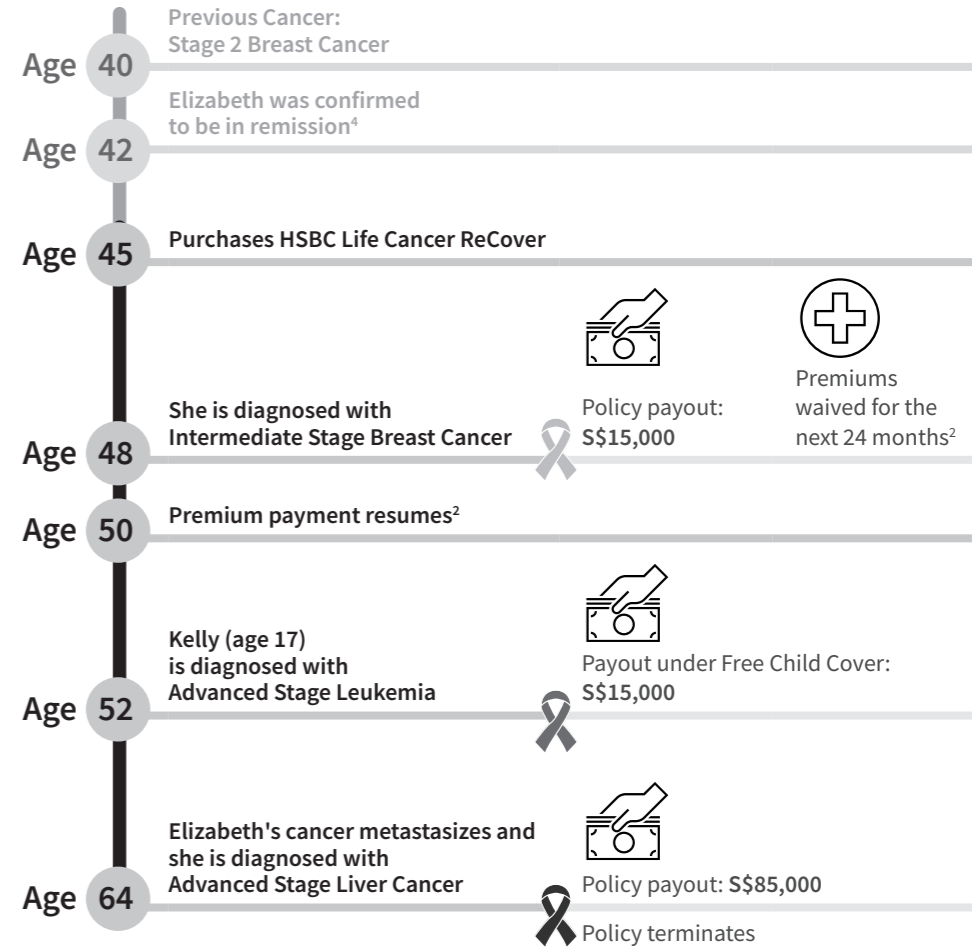 Previous Cancer:
Stage 2 Breast Cancer
Age 40
Elizabeth was confirmed
to be in remission⁴
Age 42
Purchases HSBC Life Cancer ReCover
Age 45
She is diagnosed with
Intermediate Stage Breast Cancer
Policy payout:
S$15,000
Premiums
waived for the
next 24 months²
Age 48
Premium payment resumes²
Age 50
Kelly (age 17)
is diagnosed with
Advanced Stage Leukemia
Payout under Free Child Cover:
S$15,000
Age 52
Elizabeth's cancer metastasizes and
she is diagnosed with
Advanced Stage Liver Cancer
Policy payout: S$85,000
Age 64
Policy terminates